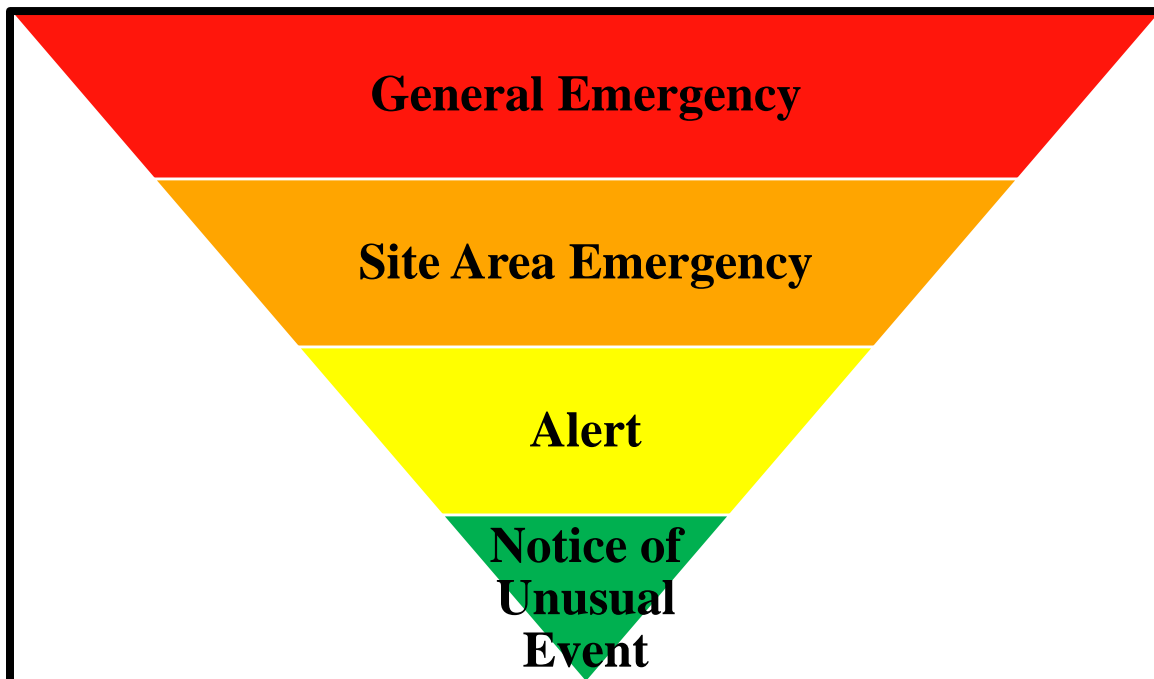 General Emergency
Site Area Emergency
Alert
Notice of
Unusual
Event